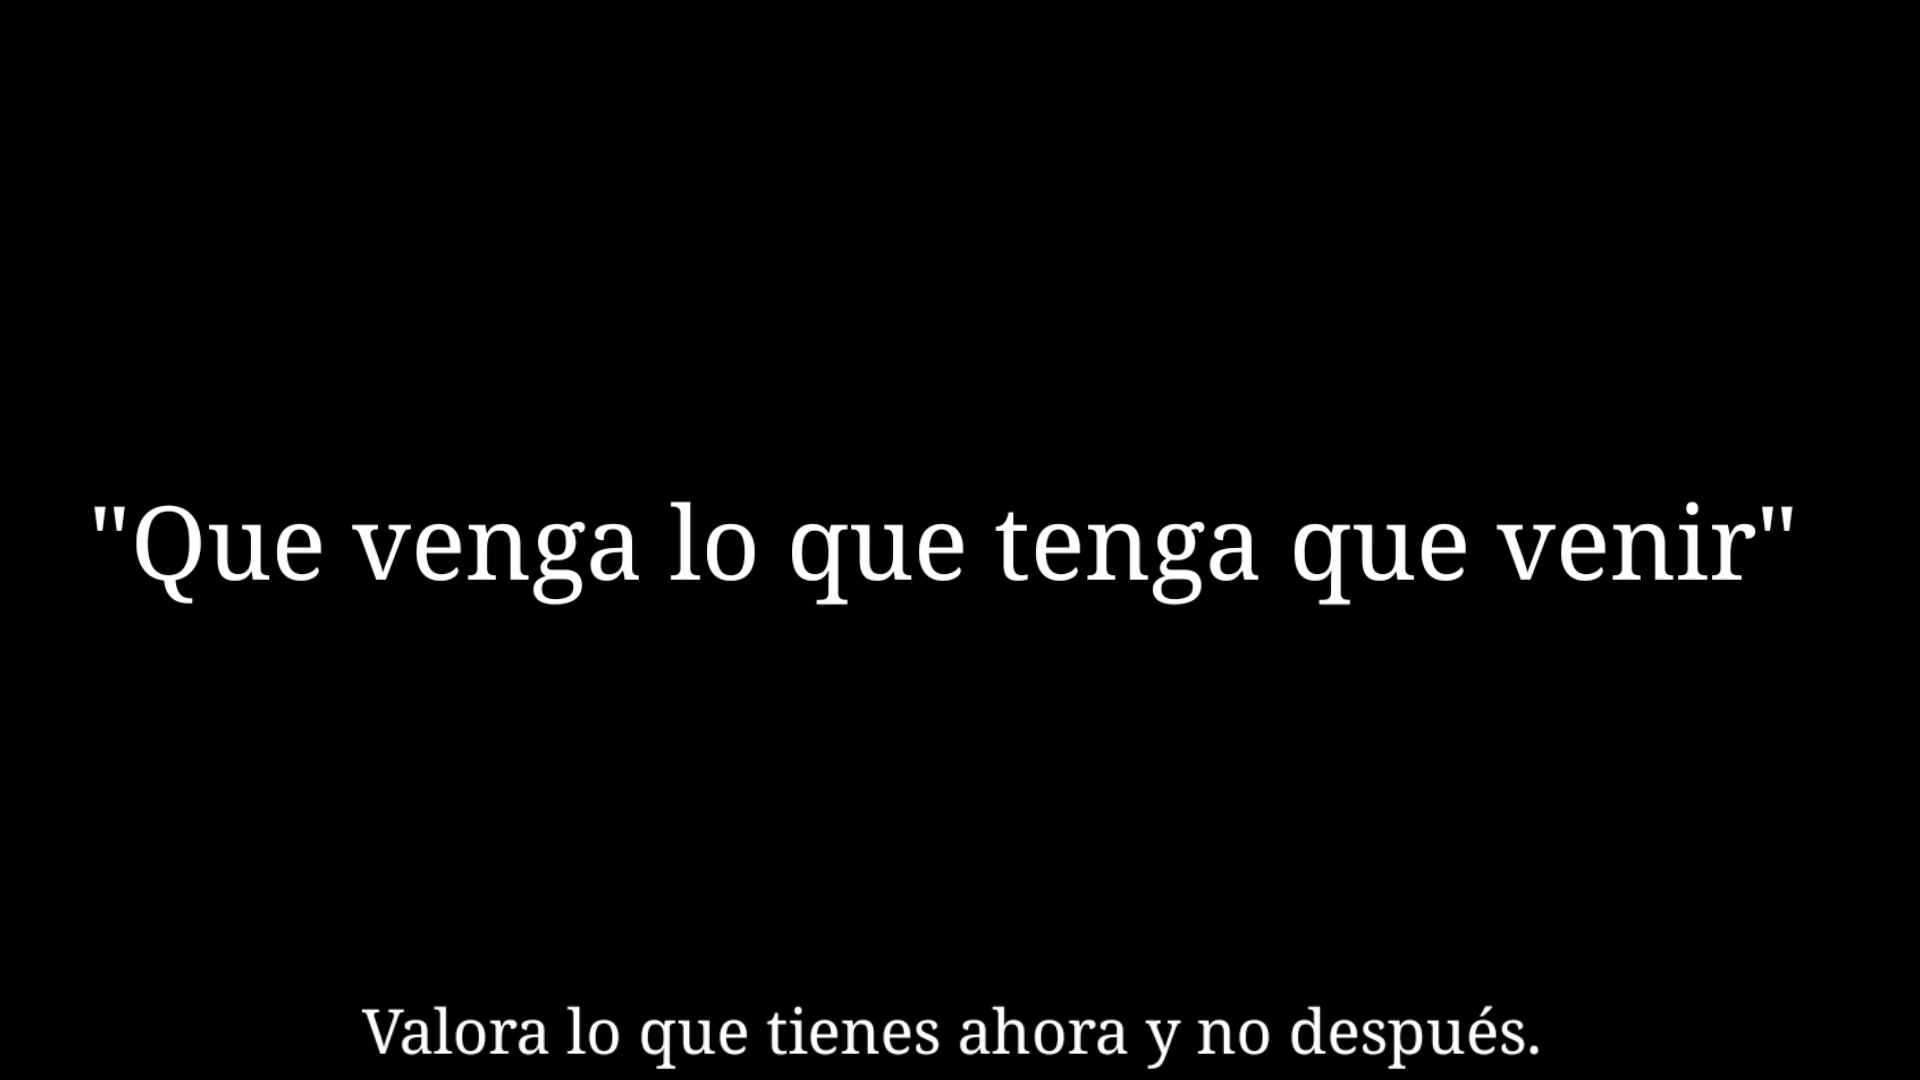 "Que venga lo que tenga que venir"
Valora lo que tienes ahora y no después.